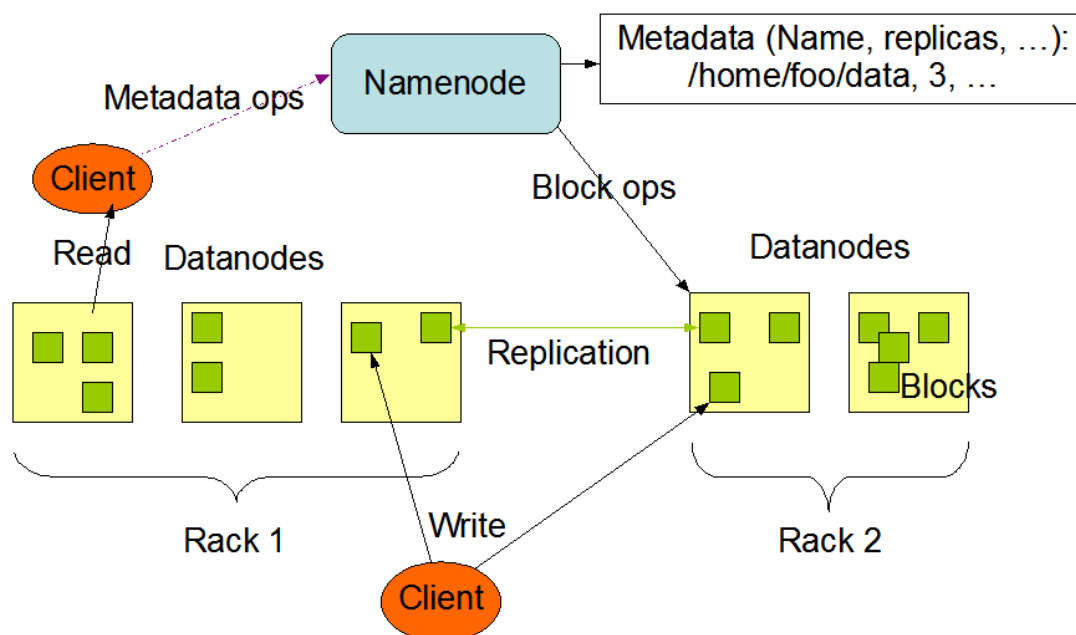 Metadata (Name, replicas, …):
/home/foo/data, 3, …
Namenode
Metadata ops
Client
Block ops
Read
Datanodes
Datanodes
Replication
Blocks
Write
Rack 1
Rack 2
Client